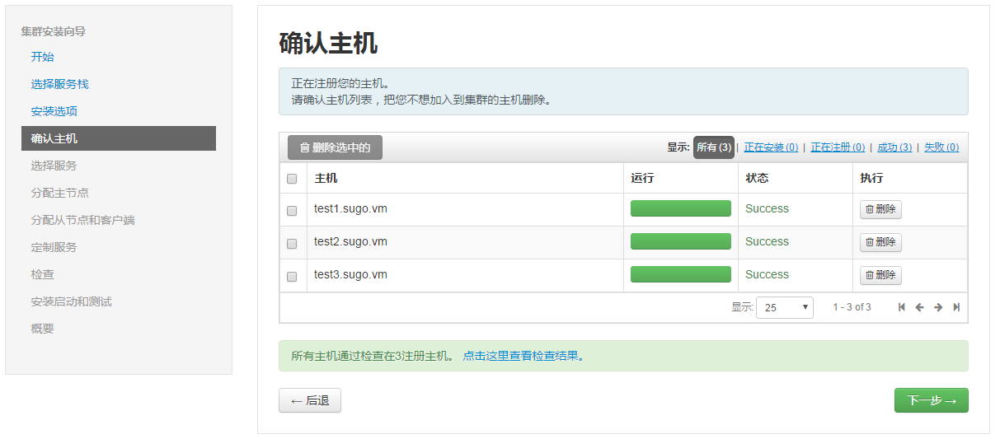 集群安装向导
开始
选择服务栈
安装选项
确认主机
选择服务
分配主节点
分配从节点和客户端
定制服务
检查
安装启动和测试
概要
确认主机
正在注册您的主机。
请确认主机列表，把您不想加入到集群的主机删除。
删除选中的 显示: 所有 (3) | 正在安装 (0) | 正在注册 (0) | 成功 (3) | 失败 (0)
主机 运行 状态 执行
test1.sugo.vm Success 删除
test2.sugo.vm Success 删除
test3.sugo.vm Success 删除
显示: 25 1 - 3 of 3
所有主机通过检查在3注册主机。 点击这里查看检查结果。
← 后退 下一步 →